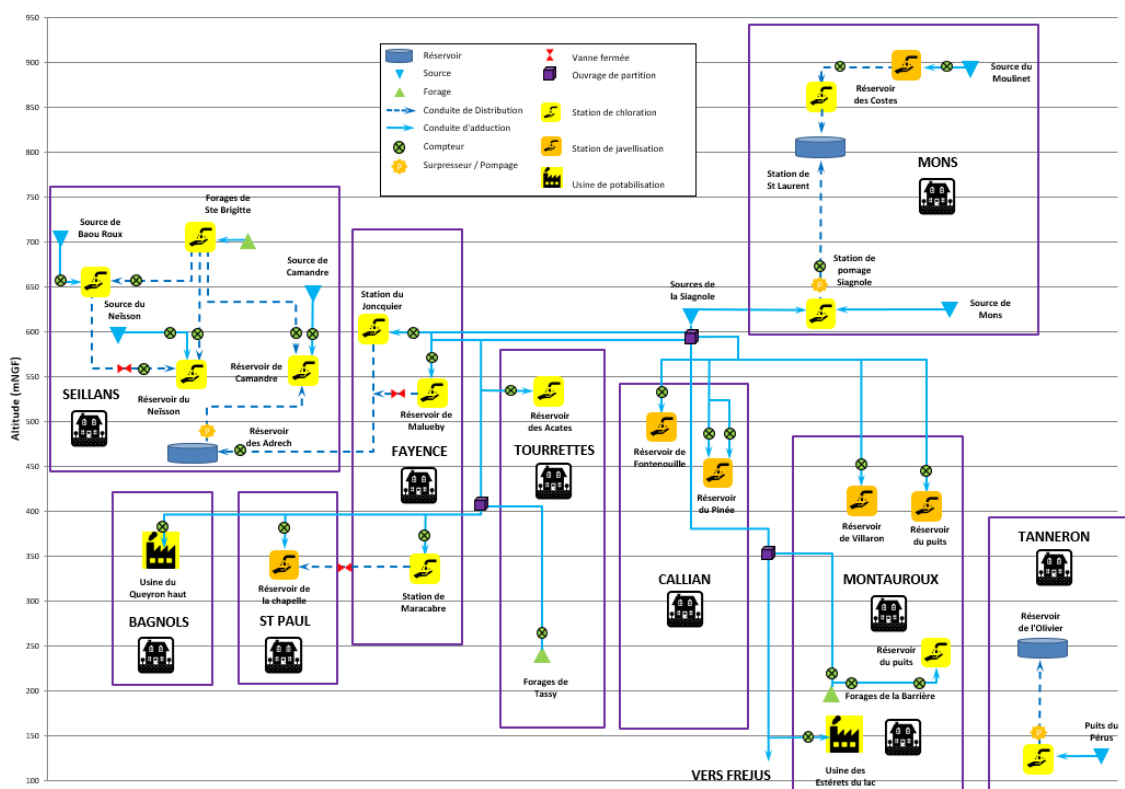 950
900
850
800
750
700
650
600
550
500
450
400
350
300
250
200
150
100
Altitude (mNGF)
Réservoir
Source
Forage
Conduite de Distribution
Conduite d'adduction
Compteur
P
Surpresseur / Pompage
Vanne fermée
Ouvrage de partition
Station de chloration
Station de javellisation
Usine de potabilisation
Source du
Moulinet
Réservoir
des Costes
MONS
Station de
St Laurent
Station de
pomage
Siagnole
P
Sources de
la Siagnole
Source de
Mons
Forages de
Ste Brigitte
Source de
Baou Roux
Source de
Camandre
Source du
Neïsson
Réservoir de
Camandre
SEILLANS
Réservoir du
Neïsson
Réservoir
des Adrech
P
Station du
Joncquier
Réservoir de
Malueby
FAYENCE
Réservoir
des Acates
TOURRETTES
Réservoir de
Fontenouille
Réservoir
du Pinée
Réservoir
de Villaron
Réservoir
du puits
Usine du
Queyron haut
BAGNOLS
Réservoir de
la chapelle
ST PAUL
Station de
Maracabre
Forages de
Tassy
CALLIAN
MONTAUROUX
Réservoir
du puits
Forages de la Barrière
Usine des
Estérets du lac
VERS FREJUS
TANNERON
Réservoir
de l'Olivier
P
Puits du
Pérus